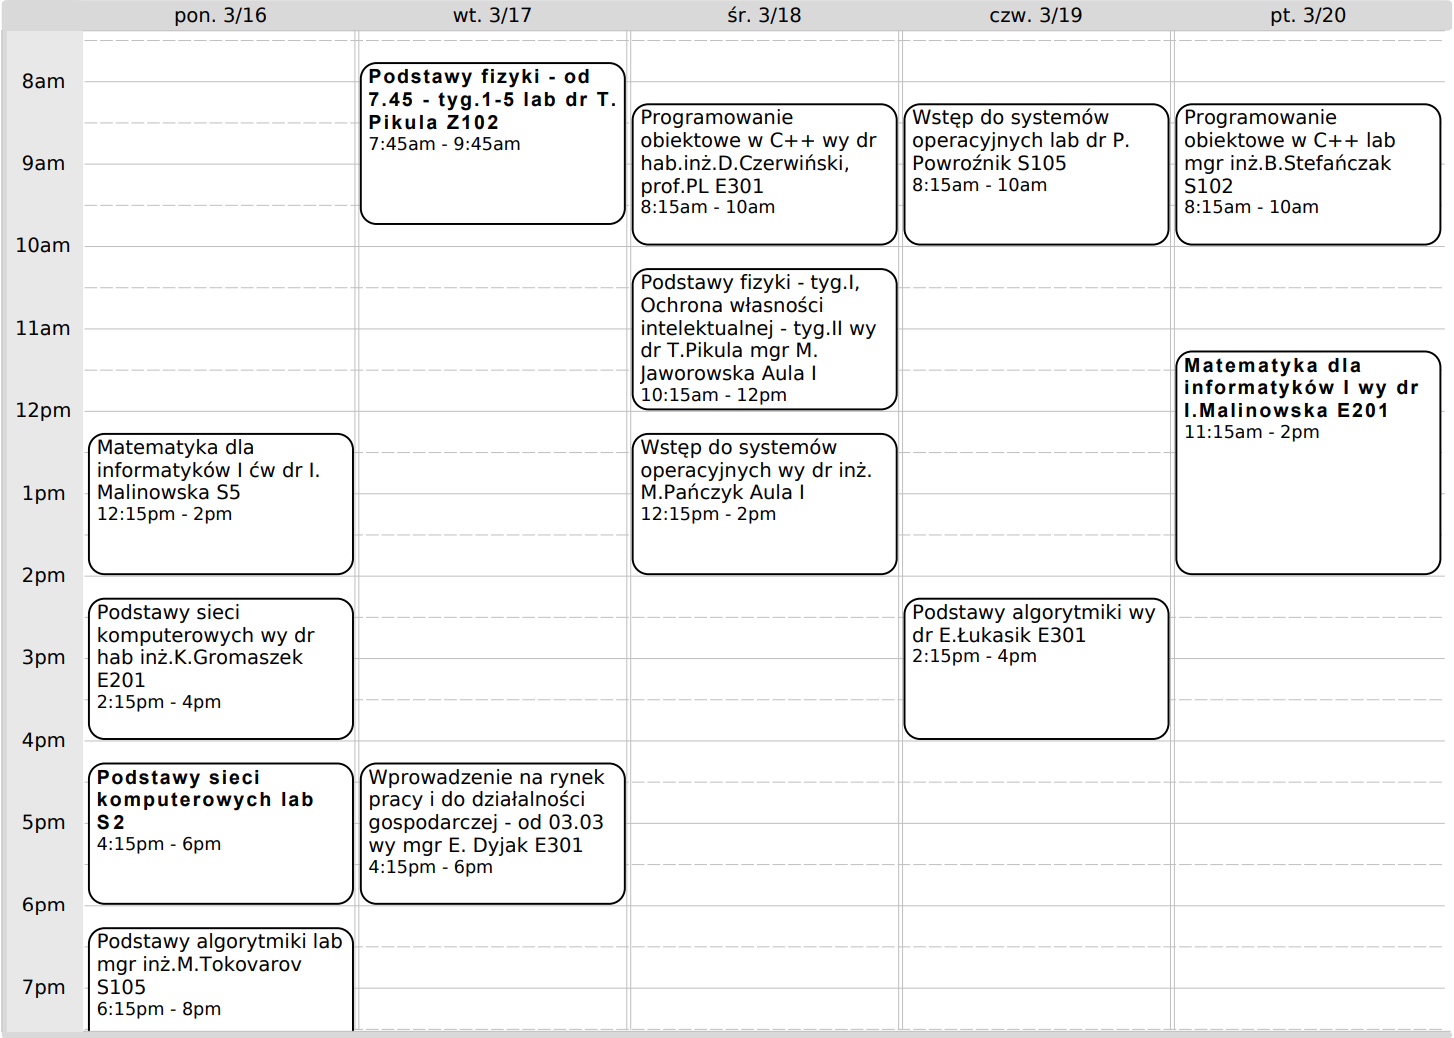 pon. 3/16
wt. 3/17
śr. 3/18
czw. 3/19
pt. 3/20
8am
9am
10am
11am
12pm
1pm
2pm
3pm
4pm
5pm
6pm
7pm
Matematyka dla
informatyków I ćw dr I.
Malinowska S5
12:15pm - 2pm
Podstawy sieci
komputerowych wy dr
hab inż.K.Gromaszek
E201
2:15pm - 4pm
Podstawy sieci
komputerowych lab
S2
4:15pm - 6pm
Podstawy algorytmiki lab
mgr inż.M.Tokovarov
S105
6:15pm - 8pm
Podstawy fizyki - od
7.45 - tyg.1-5 lab dr T.
Pikula Z102
7:45am - 9:45am
Wprowadzenie na rynek
pracy i do działalności
gospodarczej - od 03.03
wy mgr E. Dyjak E301
4:15pm - 6pm
Programowanie
obiektowe w C++ wy dr
hab.inż.D.Czerwiński,
prof.PL E301
8:15am - 10am
Podstawy fizyki - tyg.I,
Ochrona własności
intelektualnej - tyg.II wy
dr T.Pikula mgr M.
Jaworowska Aula I
10:15am - 12pm
Wstęp do systemów
operacyjnych wy dr inż.
M.Pańczyk Aula I
12:15pm - 2pm
Wstęp do systemów
operacyjnych lab dr P.
Powroźnik S105
8:15am - 10am
Podstawy algorytmiki wy
dr E.Łukasik E301
2:15pm - 4pm
Programowanie
obiektowe w C++ lab
mgr inż.B.Stefańczak
S102
8:15am - 10am
Matematyka dla
informatyków I wy dr
I.Malinowska E201
11:15am - 2pm